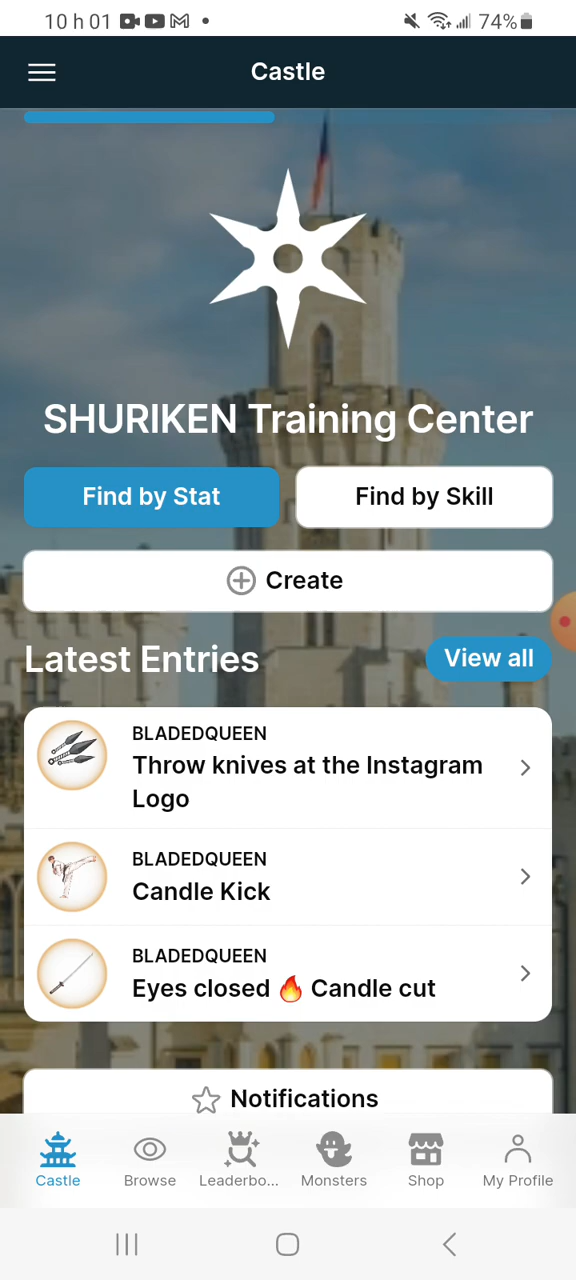 10 h 01
74%
Castle
SHURIKEN Training Center
Find by Stat
Find by Skill
Create
Latest Entries
View all
BLADEDQUEEN
Throw knives at the Instagram
Logo
BLADEDQUEEN
Candle Kick
BLADEDQUEEN
Eyes closed 🔥 Candle cut
Notifications
Castle
Browse
Leaderbo...
Monsters
Shop
My Profile